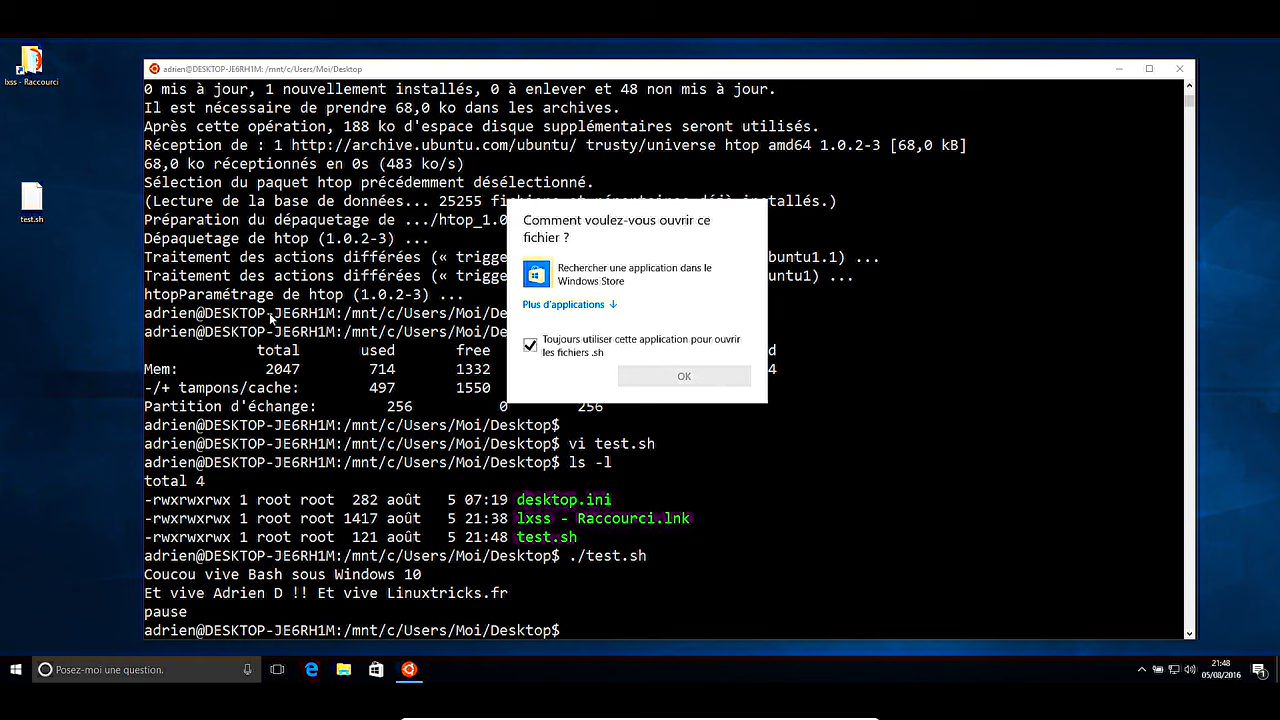 lxss - Raccourci
test.sh
adrien@DESKTOP-JE6RH1M: /mnt/c/Users/Moi/Desktop
0 mis à jour, 1 nouvellement installés, 0 à enlever et 48 non mis à jour.
Il est nécessaire de prendre 68,0 ko dans les archives.
Après cette opération, 188 ko d'espace disque supplémentaires seront utilisés.
Réception de : 1 http://archive.ubuntu.com/ubuntu/ trusty/universe htop amd64 1.0.2-3 [68,0 kB]
68,0 ko réceptionnés en 0s (483 ko/s)
Sélection du paquet htop précédemment désélectionné.
(Lecture de la base de données... 25255 fichiers et répertoires déjà installés.)
Préparation du dépaquetage de .../htop_1.0
Dépaquetage de htop (1.0.2-3) ...
Traitement des actions différées (« trigge buntu1.1) ...
Traitement des actions différées (« trigge untu1) ...
htopParamétrage de htop (1.0.2-3) ...
adrien@DESKTOP-JE6RH1M:/mnt/c/Users/Moi/De
adrien@DESKTOP-JE6RH1M:/mnt/c/Users/Moi/De
total used free d
Mem: 2047 714 1332 4
-/+ tampons/cache: 497 1550
Partition d'échange: 256 0 256
adrien@DESKTOP-JE6RH1M:/mnt/c/Users/Moi/Desktop$
adrien@DESKTOP-JE6RH1M:/mnt/c/Users/Moi/Desktop$ vi test.sh
adrien@DESKTOP-JE6RH1M:/mnt/c/Users/Moi/Desktop$ ls -l
total 4
-rwxrwxrwx 1 root root 282 août 5 07:19 desktop.ini
-rwxrwxrwx 1 root root 1417 août 5 21:38 lxss - Raccourci.lnk
-rwxrwxrwx 1 root root 121 août 5 21:48 test.sh
adrien@DESKTOP-JE6RH1M:/mnt/c/Users/Moi/Desktop$ ./test.sh
Coucou vive Bash sous Windows 10
Et vive Adrien D !! Et vive Linuxtricks.fr
pause
adrien@DESKTOP-JE6RH1M:/mnt/c/Users/Moi/Desktop$
Comment voulez-vous ouvrir ce
fichier ?
Rechercher une application dans le
Windows Store
Plus d'applications
Toujours utiliser cette application pour ouvrir
les fichiers .sh
OK
Posez-moi une question.
21:48
05/08/2016
1